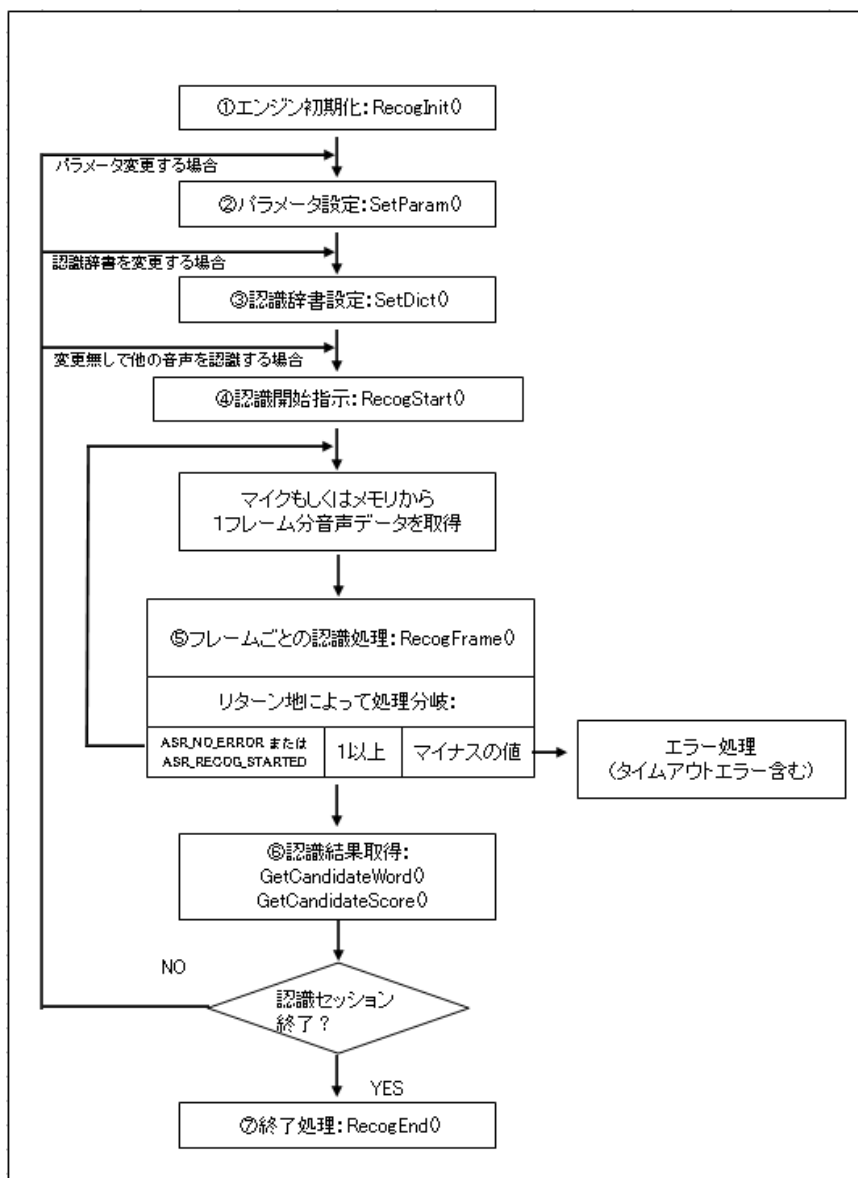 ①エンジン初期化:RecogInit()
パラメータ変更する場合
②パラメータ設定:SetParam()
認識辞書を変更する場合
③認識辞書設定:SetDict()
変更無しで他の音声を認識する場合
④認識開始指示:RecogStart()
マイクもしくはメモリから
1フレーム分音声データを取得
⑤フレームごとの認識処理:RecogFrame()
リターン地によって処理分岐:
ASR_NO_ERROR または
ASR_RECOG_STARTED
1以上
マイナスの値
エラー処理
(タイムアウトエラー含む)
⑥認識結果取得:
GetCandidateWord()
GetCandidateScore()
NO
認識セッション
終了?
YES
⑦終了処理:RecogEnd()